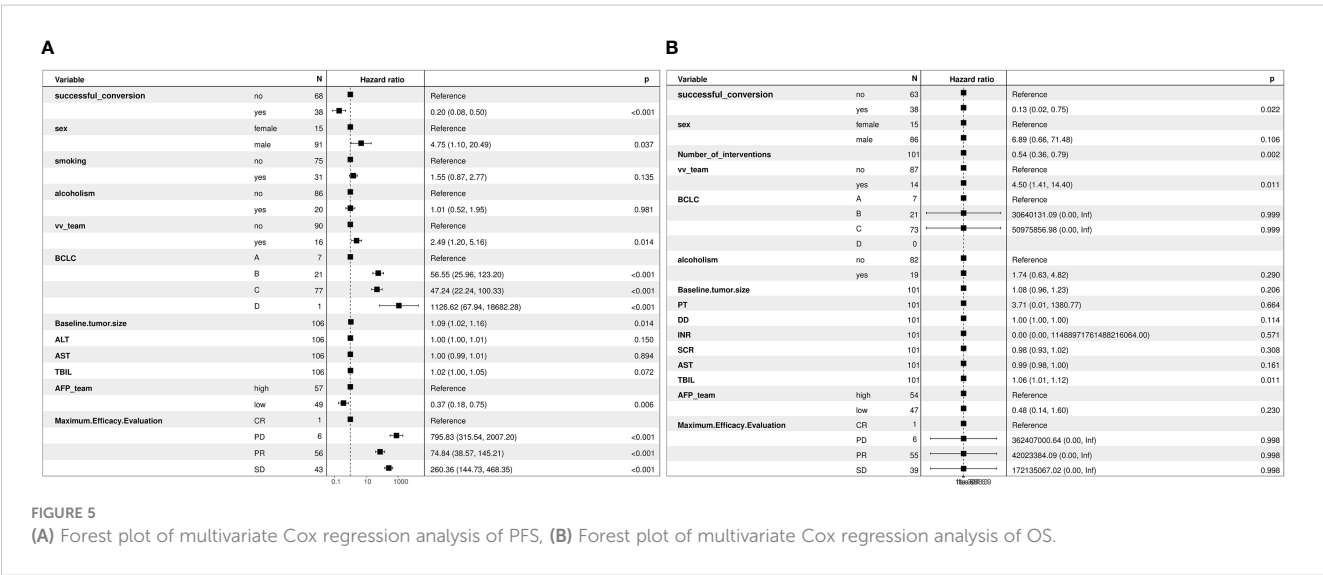 A
Variable N Hazard ratio p
successful_conversion no 68 Reference
yes 38 0.20 (0.08, 0.50) <0.001
sex female 15 Reference
male 91 4.75 (1.10, 20.49) 0.037
smoking no 75 Reference
yes 31 1.55 (0.87, 2.77) 0.135
alcoholism no 86 Reference
yes 20 1.01 (0.52, 1.95) 0.981
vv_team no 90 Reference
yes 16 2.49 (1.20, 5.16) 0.014
BCLC A 7 Reference
B 21 56.55 (25.96, 123.20) <0.001
C 77 47.24 (22.24, 100.33) <0.001
D 1 1126.62 (67.94, 18682.28) <0.001
Baseline.tumor.size 106 1.09 (1.02, 1.16) 0.014
ALT 106 1.00 (1.00, 1.01) 0.150
AST 106 1.00 (0.99, 1.01) 0.894
TBIL 106 1.02 (1.00, 1.05) 0.072
AFP_team high 57 Reference
low 49 0.37 (0.18, 0.75) 0.006
Maximum.Efficacy.Evaluation CR 1 Reference
PD 6 795.83 (315.54, 2007.20) <0.001
PR 56 74.84 (38.57, 145.21) <0.001
SD 43 260.36 (144.73, 468.35) <0.001
0.1 10 1000
B
Variable N Hazard ratio p
successful_conversion no 63 Reference
yes 38 0.13 (0.02, 0.75) 0.022
sex female 15 Reference
male 86 6.89 (0.66, 71.48) 0.106
Number_of_interventions 101 0.54 (0.36, 0.79) 0.002
vv_team no 87 Reference
yes 14 4.50 (1.41, 14.40) 0.011
BCLC A 7 Reference
B 21 30640131.09 (0.00, Inf) 0.999
C 73 50975856.98 (0.00, Inf) 0.999
D 0
alcoholism no 82 Reference
yes 19 1.74 (0.63, 4.82) 0.290
Baseline.tumor.size 101 1.08 (0.96, 1.23) 0.206
PT 101 3.71 (0.01, 1380.77) 0.664
DD 101 1.00 (1.00, 1.00) 0.114
INR 101 0.00 (0.00, 11488971761488216064.00) 0.571
SCR 101 0.98 (0.93, 1.02) 0.308
AST 101 0.99 (0.98, 1.00) 0.161
TBIL 101 1.06 (1.01, 1.12) 0.011
AFP_team high 54 Reference
low 47 0.48 (0.14, 1.60) 0.230
Maximum.Efficacy.Evaluation CR 1 Reference
PD 6 362407000.64 (0.00, Inf) 0.998
PR 55 42023384.09 (0.00, Inf) 0.998
SD 39 172135067.02 (0.00, Inf) 0.998
FIGURE 5
(A) Forest plot of multivariate Cox regression analysis of PFS, (B) Forest plot of multivariate Cox regression analysis of OS.